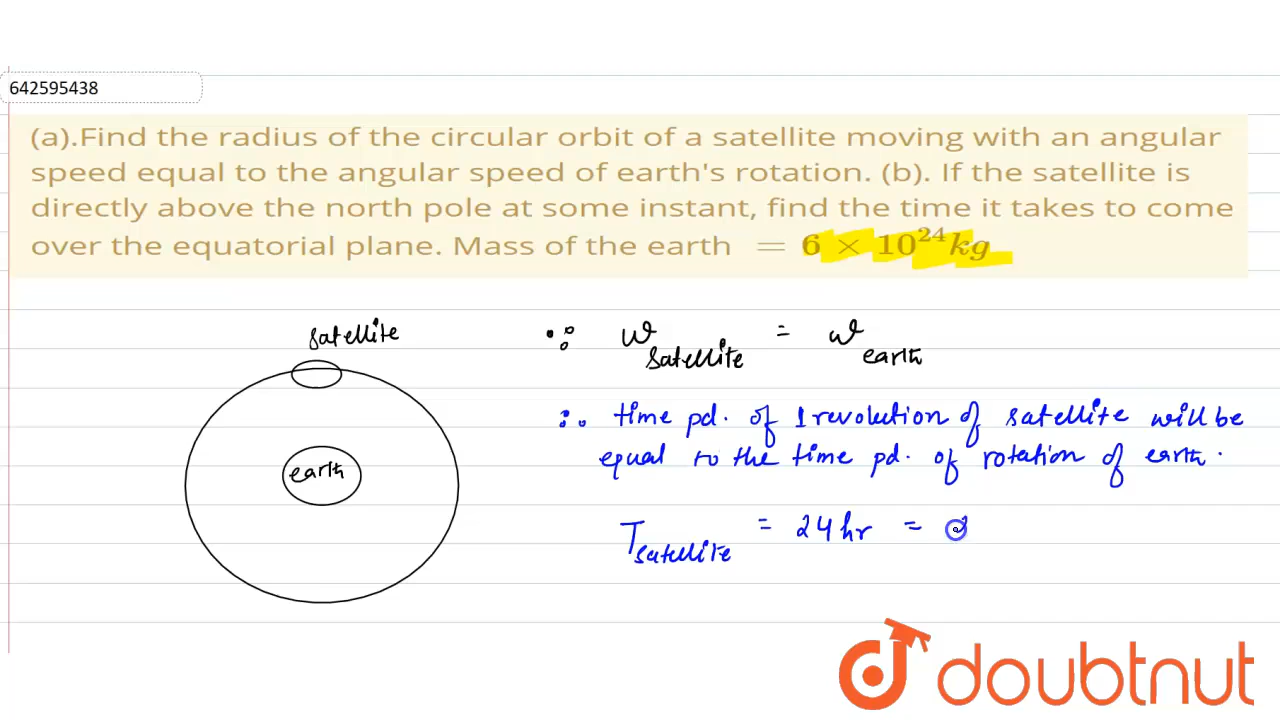 642595438
(a).Find the radius of the circular orbit of a satellite moving with an angular
speed equal to the angular speed of earth's rotation. (b). If the satellite is
directly above the north pole at some instant, find the time it takes to come
over the equatorial plane. Mass of the earth = 6 × 10²⁴kg
satellite
earth
∵ ω satellite = ω earth
∴ time pd. of 1 revolution of satellite will be
equal to the time pd. of rotation of earth.
T satellite = 24 hr =
doubtnut